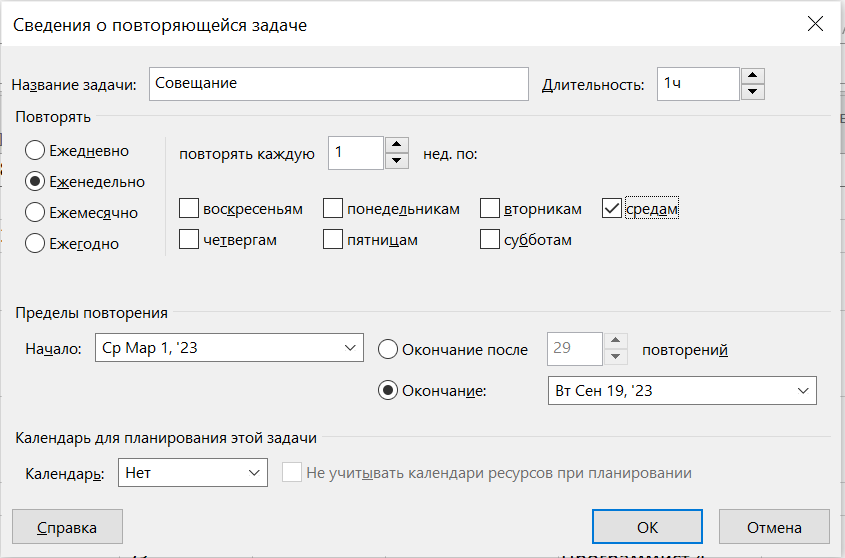 Сведения о повторяющейся задаче
Название задачи: Совещание Длительность: 1ч
Повторять
Ежедневно
Еженедельно
Ежемесячно
Ежегодно
повторять каждую 1 нед. по:
воскресеньям понедельникам вторникам средам
четвергам пятницам субботам
Пределы повторения
Начало: Ср Мар 1, '23 Окончание после 29 повторений
Окончание: Вт Сен 19, '23
Календарь для планирования этой задачи
Календарь: Нет Не учитывать календари ресурсов при планировании
Справка OK Отмена